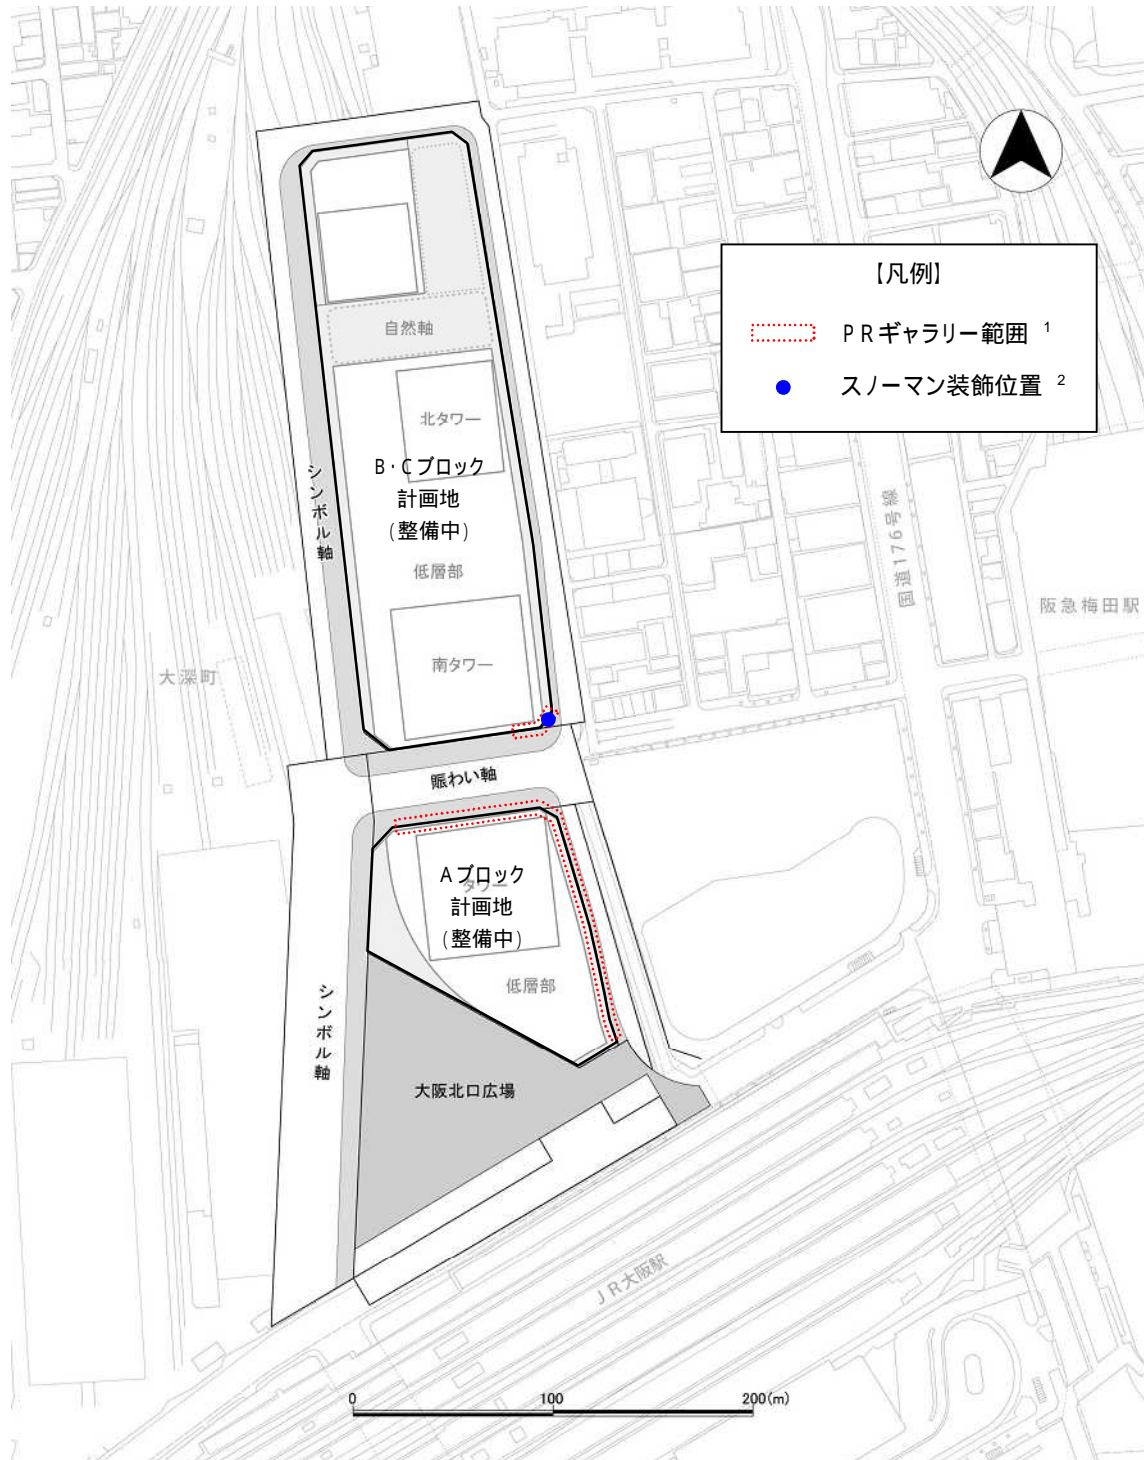 【凡例】
PRギャラリー範囲 1
スノーマン装飾位置 2
自然軸
北タワー
B・Cブロック
計画地
(整備中)
シンボル軸
低層部
国道176号線
阪急梅田駅
南タワー
大深町
賑わい軸
Aブロック
タワー
計画地
(整備中)
低層部
シンボル軸
大阪北口広場
JR大阪駅
0 100 200(m)